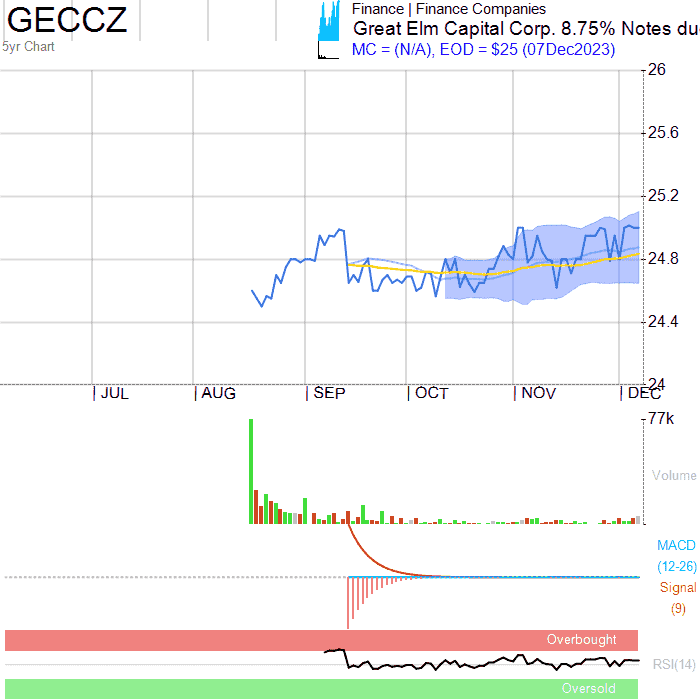 GECCZ
5yr Chart
Finance | Finance Companies
Great Elm Capital Corp. 8.75% Notes du
MC = (N/A), EOD = $25 (07Dec2023)
26
25.6
25.2
24.8
24.4
24
JUL AUG SEP OCT NOV DEC
77k
Volume
MACD
(12-26)
Signal
(9)
Overbought
RSI(14)
Oversold